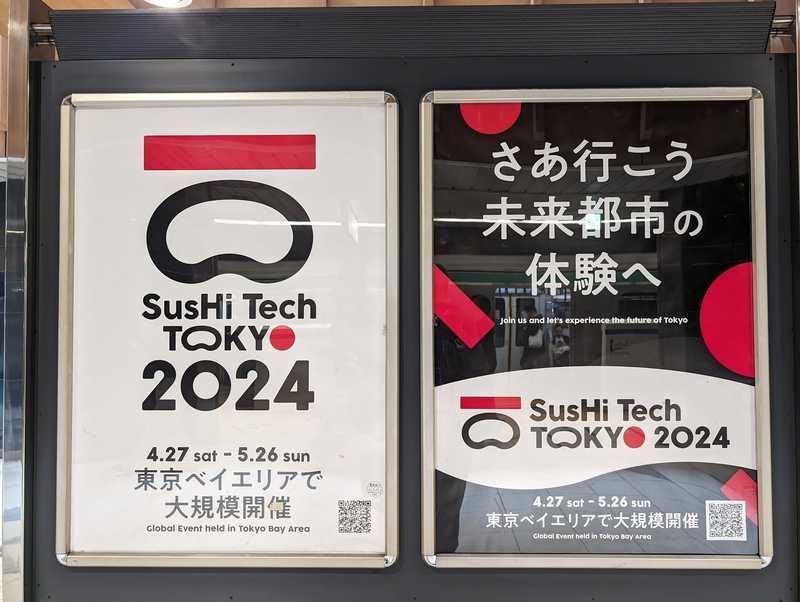 SusHi Tech
TOKYO
2024
4.27 sat - 5.26 sun
東京ベイエリアで
大規模開催
Global Event held in Tokyo Bay Area
さあ行こう
未来都市の
体験へ
Join us and let's experience the future of Tokyo
SusHi Tech
TOKYO 2024
4.27 sat - 5.26 sun
東京ベイエリアで大規模開催
Global Event held in Tokyo Bay Area